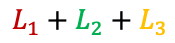 L₁ + L₂ + L₃